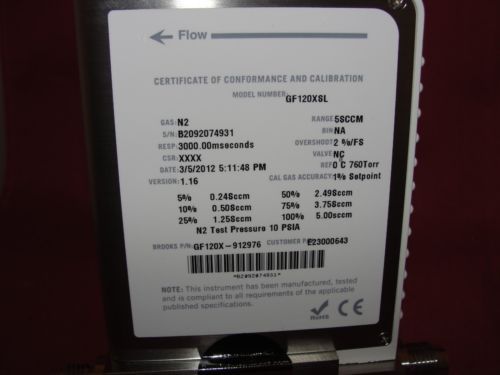 ← Flow
CERTIFICATE OF CONFORMANCE AND CALIBRATION
MODEL NUMBER: GF120XSL
GAS: N2 RANGE: 5SCCM
S/N: B2092074931 BIN: NA
RESP: 3000.00mseconds OVERSHOOT: 2 %/FS
CSR: XXXX VALVE: NC
DATE: 3/5/2012 5:11:48 PM REF: 0 C 760Torr
VERSION: 1.16 CAL GAS ACCURACY: 1% Setpoint
5% 0.24Sccm 50% 2.49Sccm
10% 0.50Sccm 75% 3.75Sccm
25% 1.25Sccm 100% 5.00sccm
N2 Test Pressure 10 PSIA
BROOKS P/N: GF120X-912976 CUSTOMER P/N: E23000643
*B2092074931*
NOTE: This instrument has been manufactured, tested
and is compliant to all requirements of the applicable
published specifications.
RoHS CE